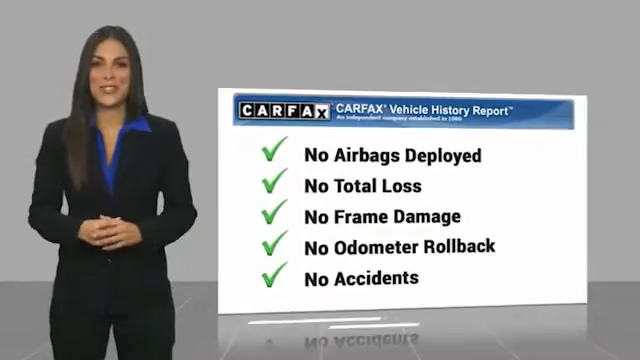 CARFAX CARFAX® Vehicle History Report™
An independent company established in 1986
No Airbags Deployed
No Total Loss
No Frame Damage
No Odometer Rollback
No Accidents